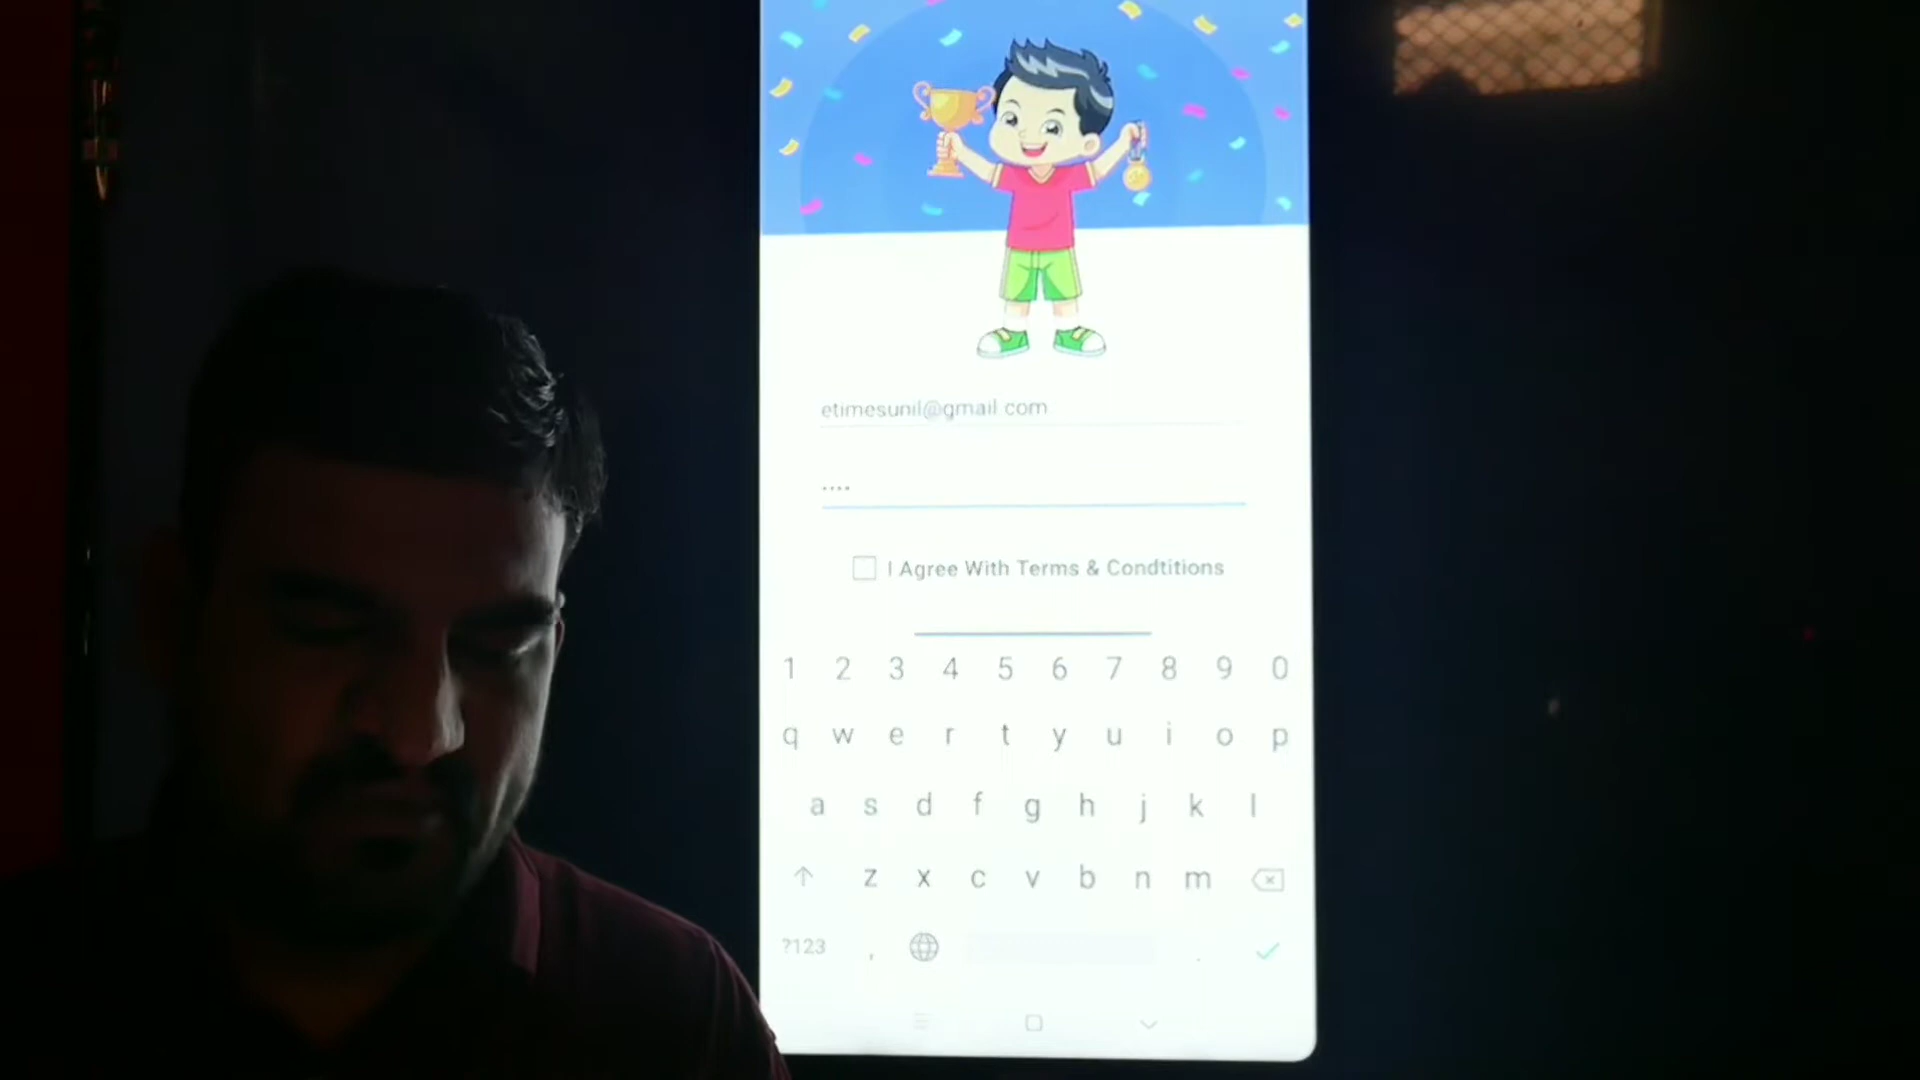 etimesunil@gmail.com
....
I Agree With Terms & Condtitions
1 2 3 4 5 6 7 8 9 0
q w e r t y u i o p
a s d f g h j k l
z x c v b n m
?123 , .